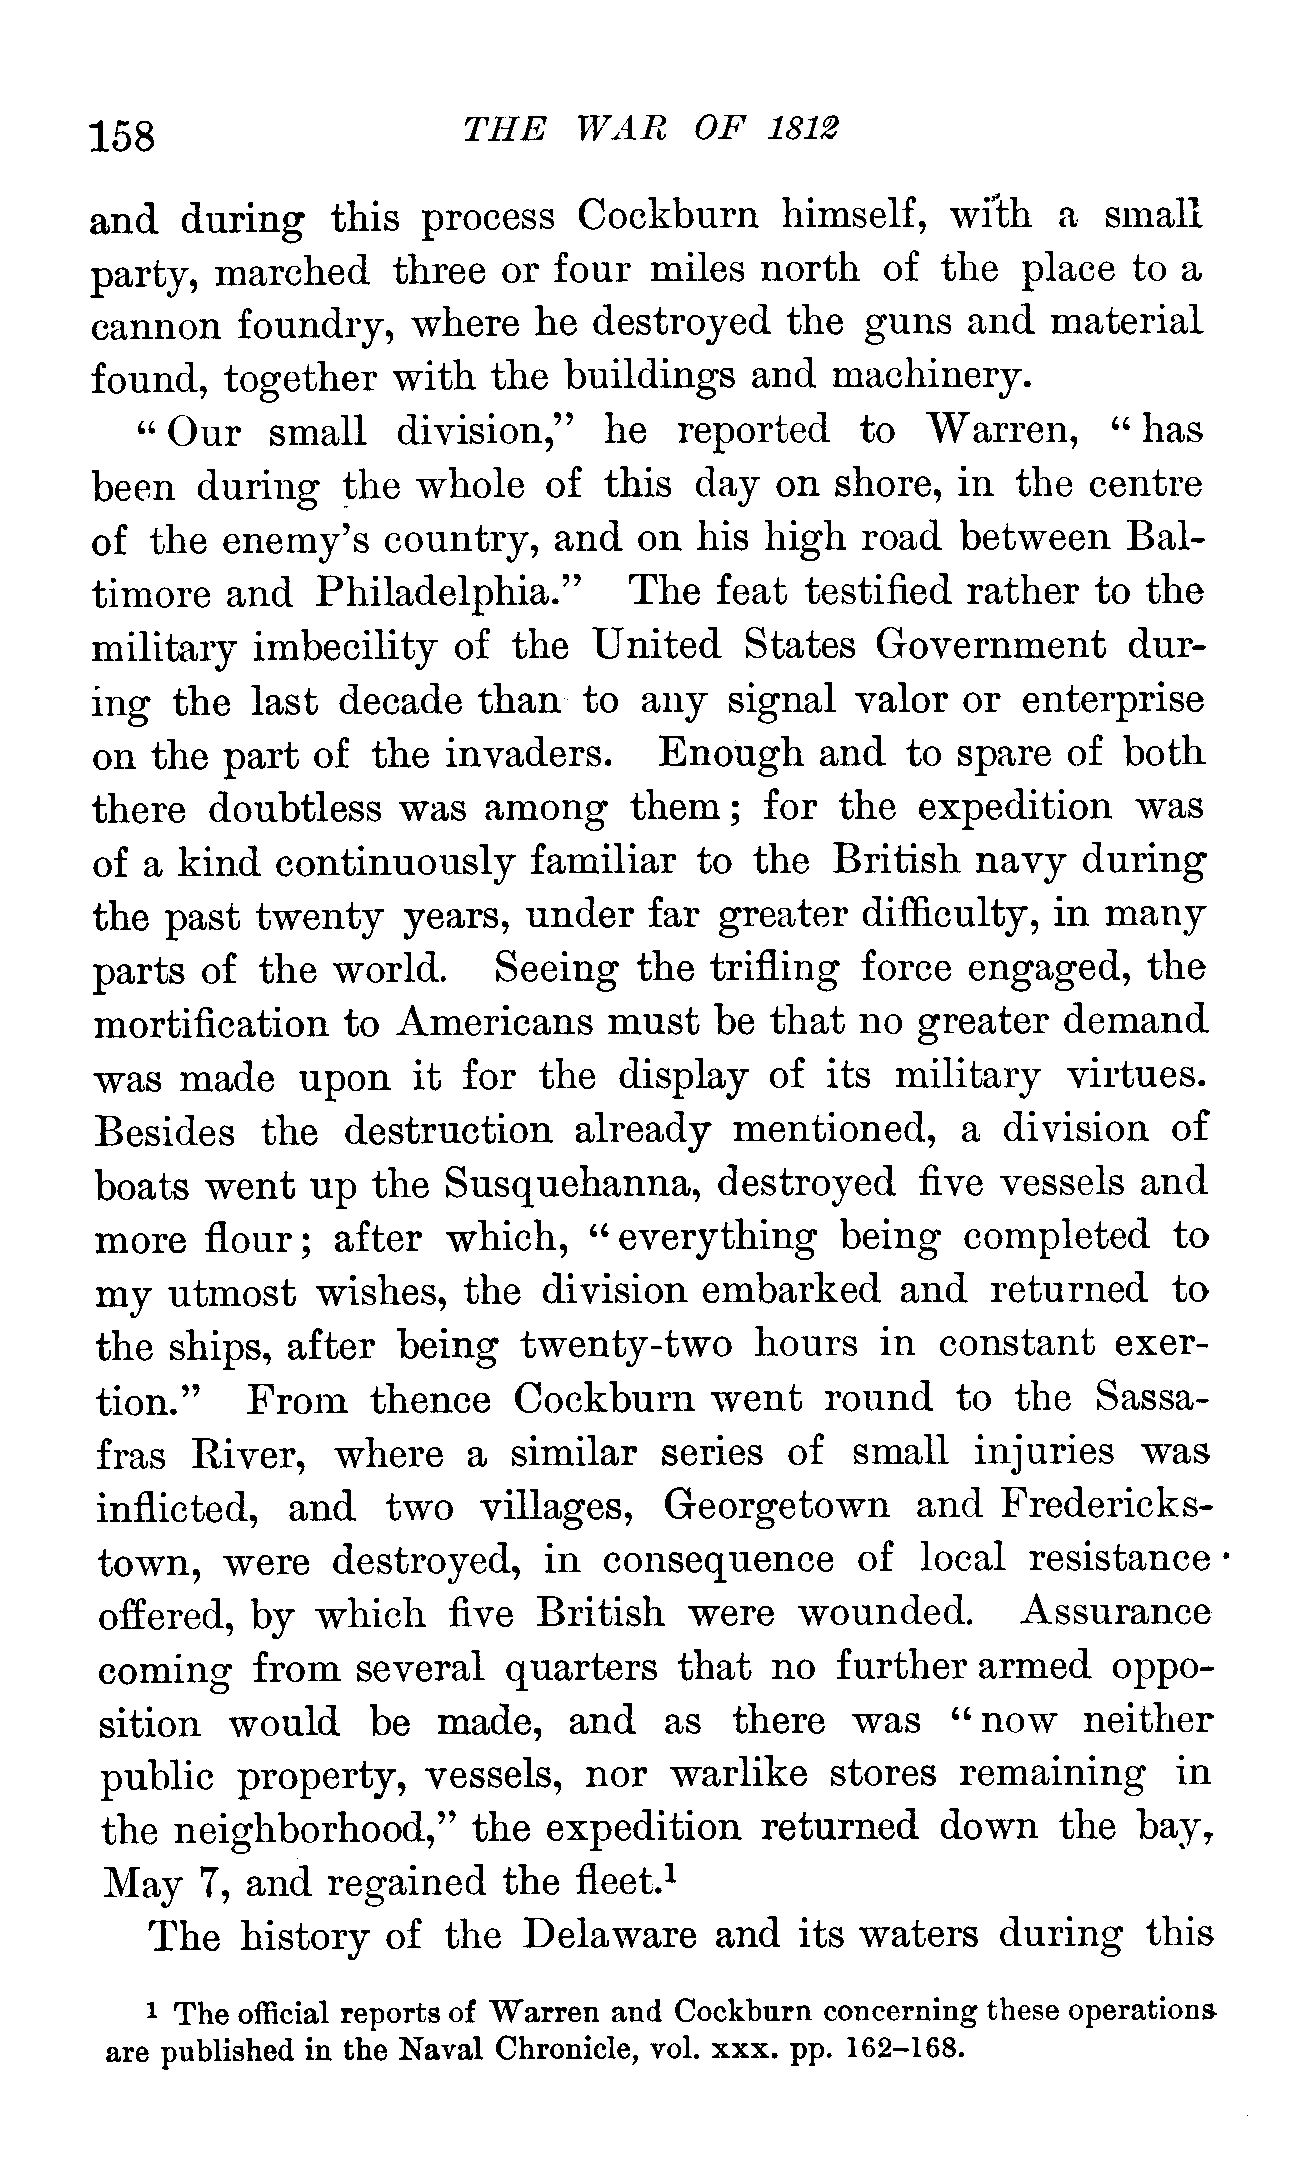 158 THE WAR OF 1812
and during this process Cockburn himself, with a small
party, marched three or four miles north of the place to a
cannon foundry, where he destroyed the guns and material
found, together with the buildings and machinery.
“ Our small division,” he reported to Warren, “ has
been during the whole of this day on shore, in the centre
of the enemy’s country, and on his high road between Bal-
timore and Philadelphia.” The feat testified rather to the
military imbecility of the United States Government dur-
ing the last decade than to any signal valor or enterprise
on the part of the invaders. Enough and to spare of both
there doubtless was among them; for the expedition was
of a kind continuously familiar to the British navy during
the past twenty years, under far greater difficulty, in many
parts of the world. Seeing the trifling force engaged, the
mortification to Americans must be that no greater demand
was made upon it for the display of its military virtues.
Besides the destruction already mentioned, a division of
boats went up the Susquehanna, destroyed five vessels and
more flour; after which, “ everything being completed to
my utmost wishes, the division embarked and returned to
the ships, after being twenty-two hours in constant exer-
tion.” From thence Cockburn went round to the Sassa-
fras River, where a similar series of small injuries was
inflicted, and two villages, Georgetown and Fredericks-
town, were destroyed, in consequence of local resistance
offered, by which five British were wounded. Assurance
coming from several quarters that no further armed oppo-
sition would be made, and as there was “ now neither
public property, vessels, nor warlike stores remaining in
the neighborhood,” the expedition returned down the bay,
May 7, and regained the fleet.¹
The history of the Delaware and its waters during this
¹ The official reports of Warren and Cockburn concerning these operations
are published in the Naval Chronicle, vol. xxx. pp. 162–168.